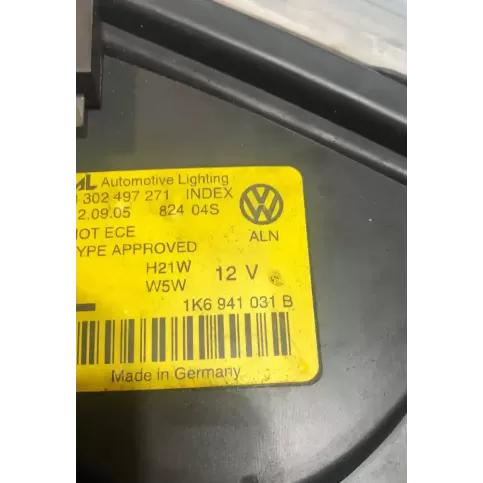 AL Automotive Lighting
302 497 271 INDEX
2.09.05 824 04S
OT ECE
YPE APPROVED
ALN
H21W 12 V
W5W
1K6 941 031 B
Made in Germany